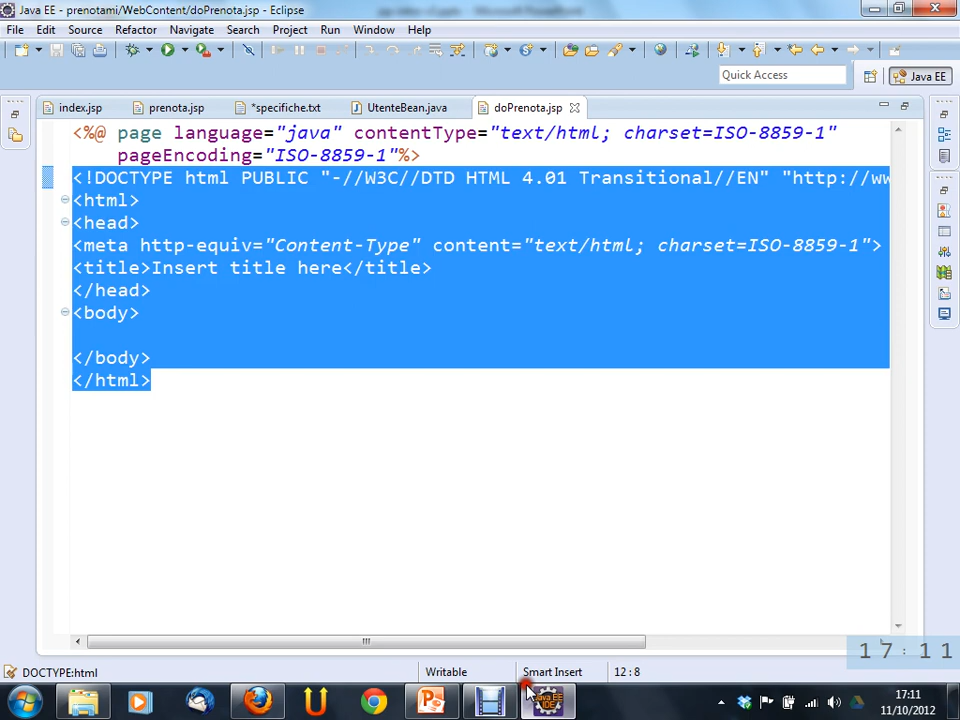 Java EE - prenotami/WebContent/doPrenota.jsp - Eclipse
File Edit Source Refactor Navigate Search Project Run Window Help
Quick Access
Java EE
index.jsp prenota.jsp *specifiche.txt UtenteBean.java doPrenota.jsp
<%@ page language="java" contentType="text/html; charset=ISO-8859-1"
pageEncoding="ISO-8859-1"%>
<!DOCTYPE html PUBLIC "-//W3C//DTD HTML 4.01 Transitional//EN" "http://ww
<html>
<head>
<meta http-equiv="Content-Type" content="text/html; charset=ISO-8859-1">
<title>Insert title here</title>
</head>
<body>
</body>
</html>
17:11
DOCTYPE:html
Writable
Smart Insert
12 : 8
Java EE
IDE
17:11
11/10/2012